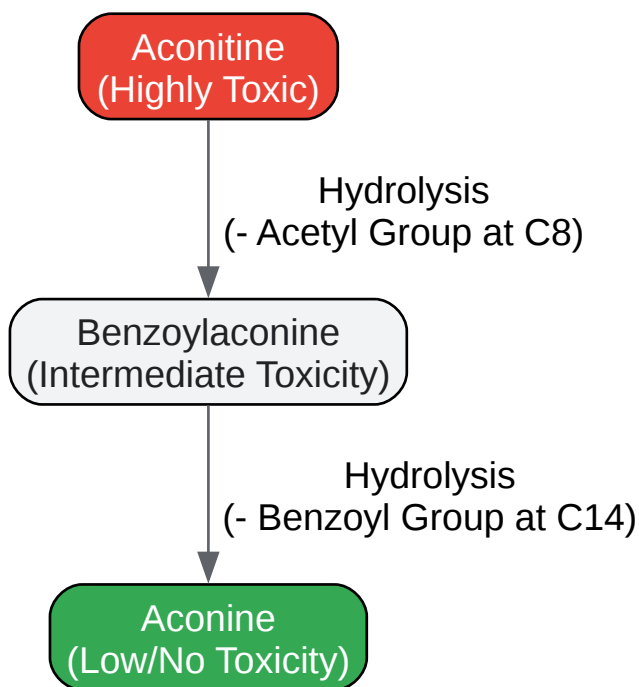 Aconitine
(Highly Toxic)
Hydrolysis
(- Acetyl Group at C8)
Benzoylaconine
(Intermediate Toxicity)
Hydrolysis
(- Benzoyl Group at C14)
Aconine
(Low/No Toxicity)